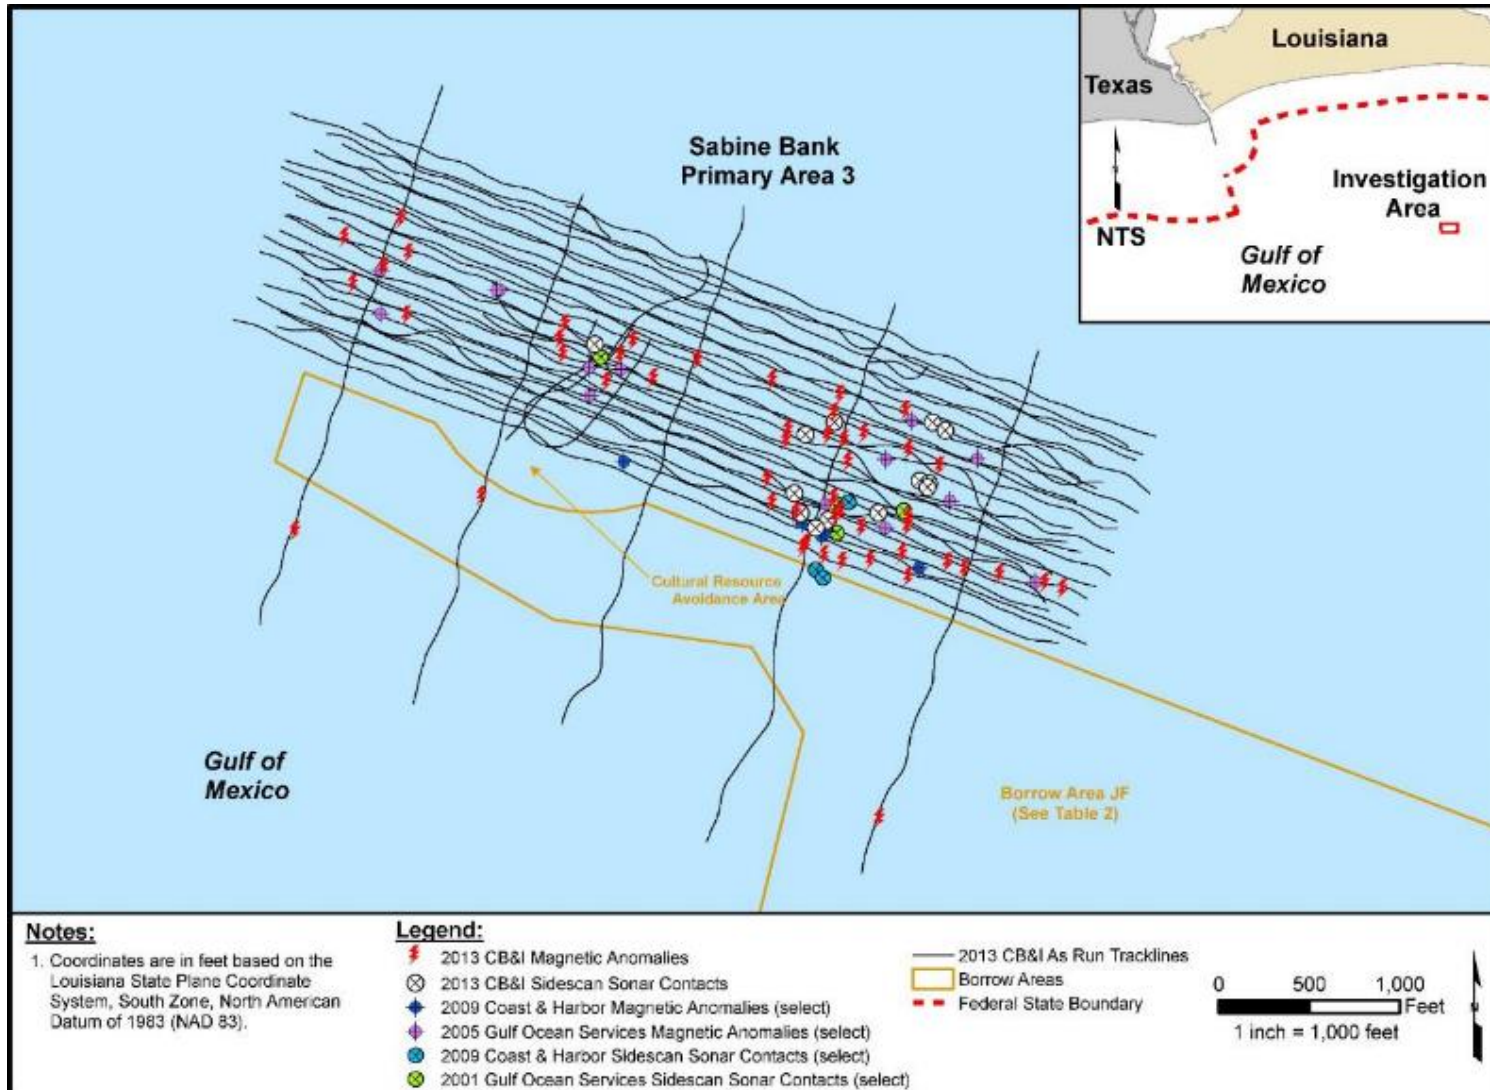 Louisiana
Texas
Sabine Bank
Primary Area 3
Investigation
Area
N
NTS
Gulf of
Mexico
Cultural Resource
Avoidance Area
Gulf of
Mexico
Borrow Area JF
(See Table 2)
Notes:
1. Coordinates are in feet based on the
Louisiana State Plane Coordinate
System, South Zone, North American
Datum of 1983 (NAD 83).
Legend:
2013 CB&I Magnetic Anomalies
2013 CB&I Sidescan Sonar Contacts
2009 Coast & Harbor Magnetic Anomalies (select)
2005 Gulf Ocean Services Magnetic Anomalies (select)
2009 Coast & Harbor Sidescan Sonar Contacts (select)
2001 Gulf Ocean Services Sidescan Sonar Contacts (select)
2013 CB&I As Run Tracklines
Borrow Areas
Federal State Boundary
0 500 1,000
Feet
1 inch = 1,000 feet
N